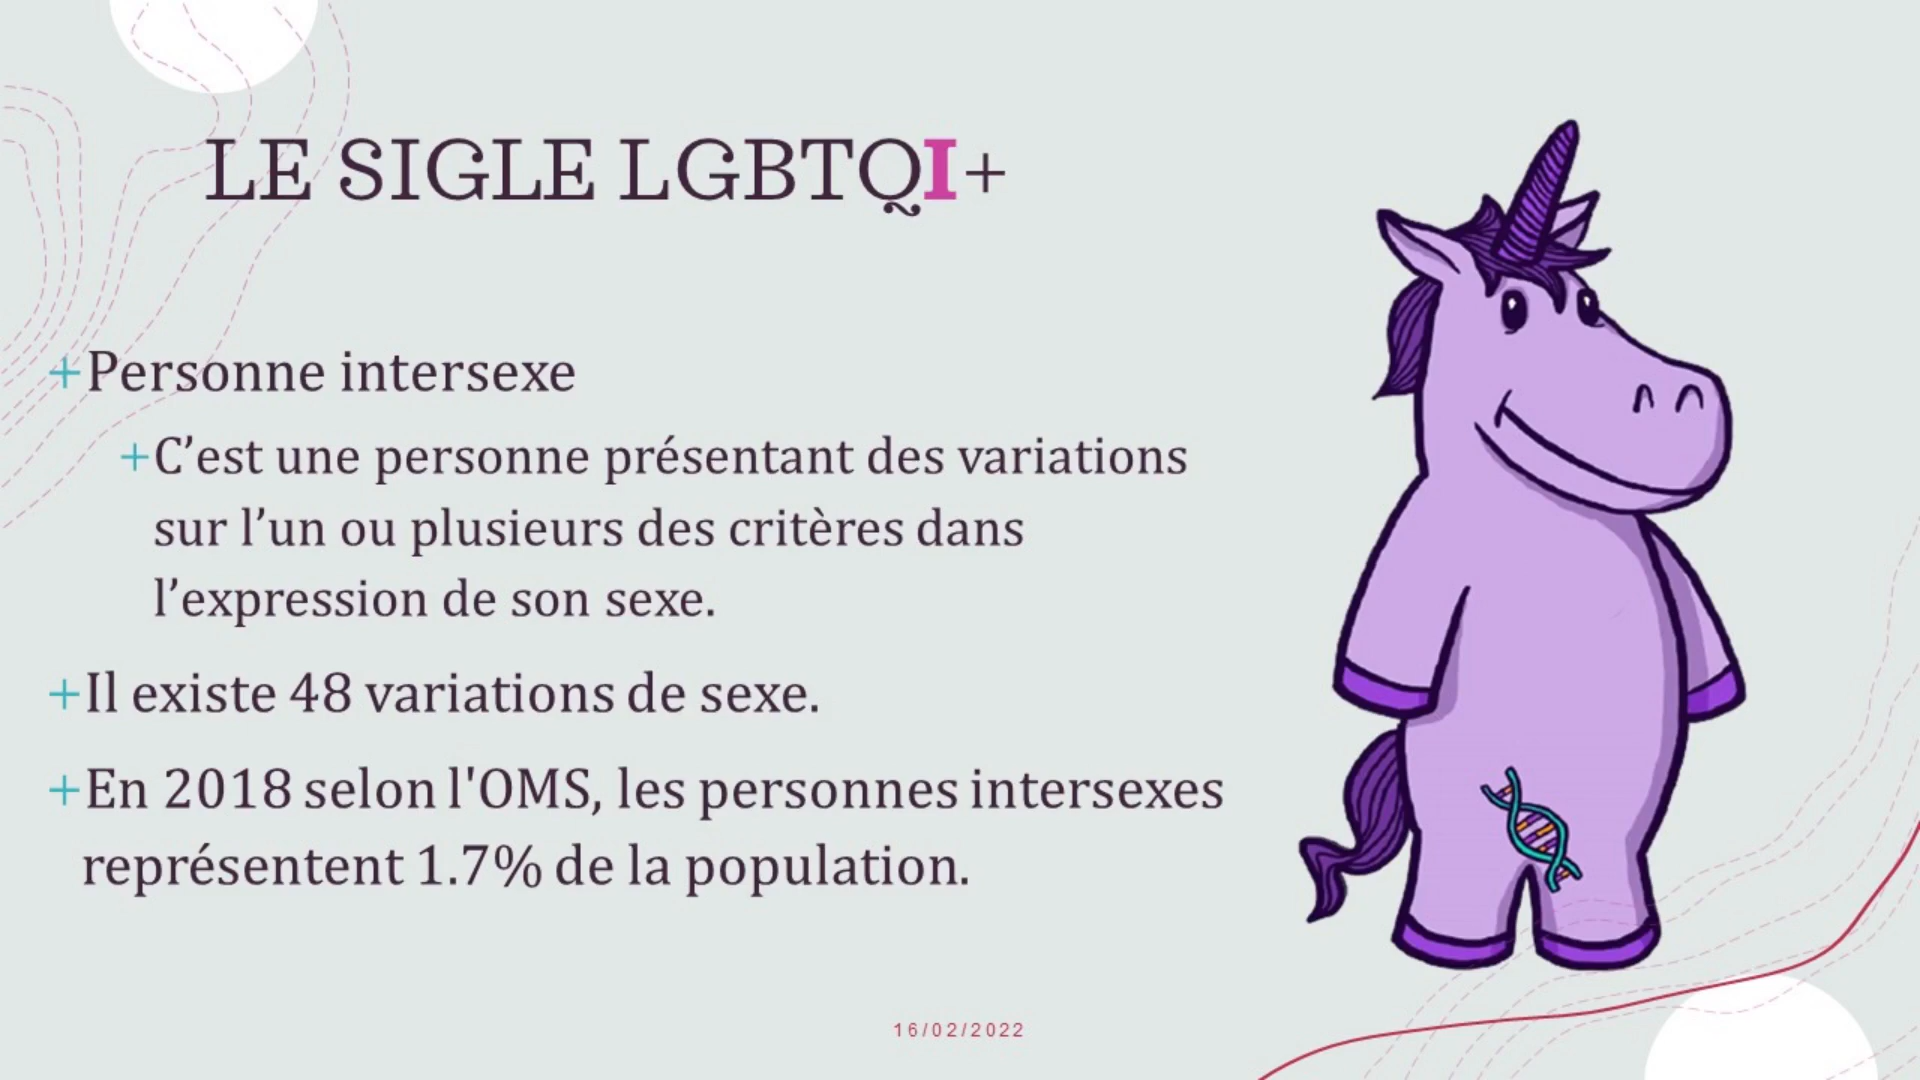 LE SIGLE LGBTQI+
+Personne intersexe
+C’est une personne présentant des variations
sur l’un ou plusieurs des critères dans
l’expression de son sexe.
+Il existe 48 variations de sexe.
+En 2018 selon l'OMS, les personnes intersexes
représentent 1.7% de la population.
16/02/2022